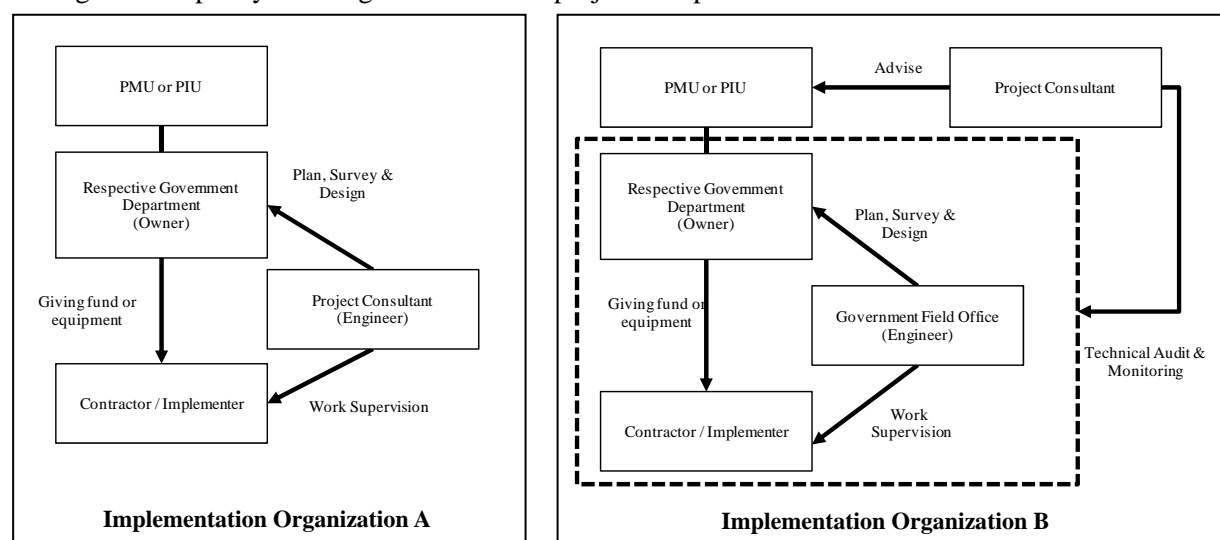 PMU or PIU
Respective Government
Department
(Owner)
Plan, Survey &
Design
Giving fund or
equipment
Project Consultant
(Engineer)
Contractor / Implementer
Work Supervision
Implementation Organization A
PMU or PIU
Advise
Project Consultant
Respective Government
Department
(Owner)
Plan, Survey &
Design
Giving fund or
equipment
Government Field Office
(Engineer)
Technical Audit &
Monitoring
Contractor / Implementer
Work
Supervision
Implementation Organization B